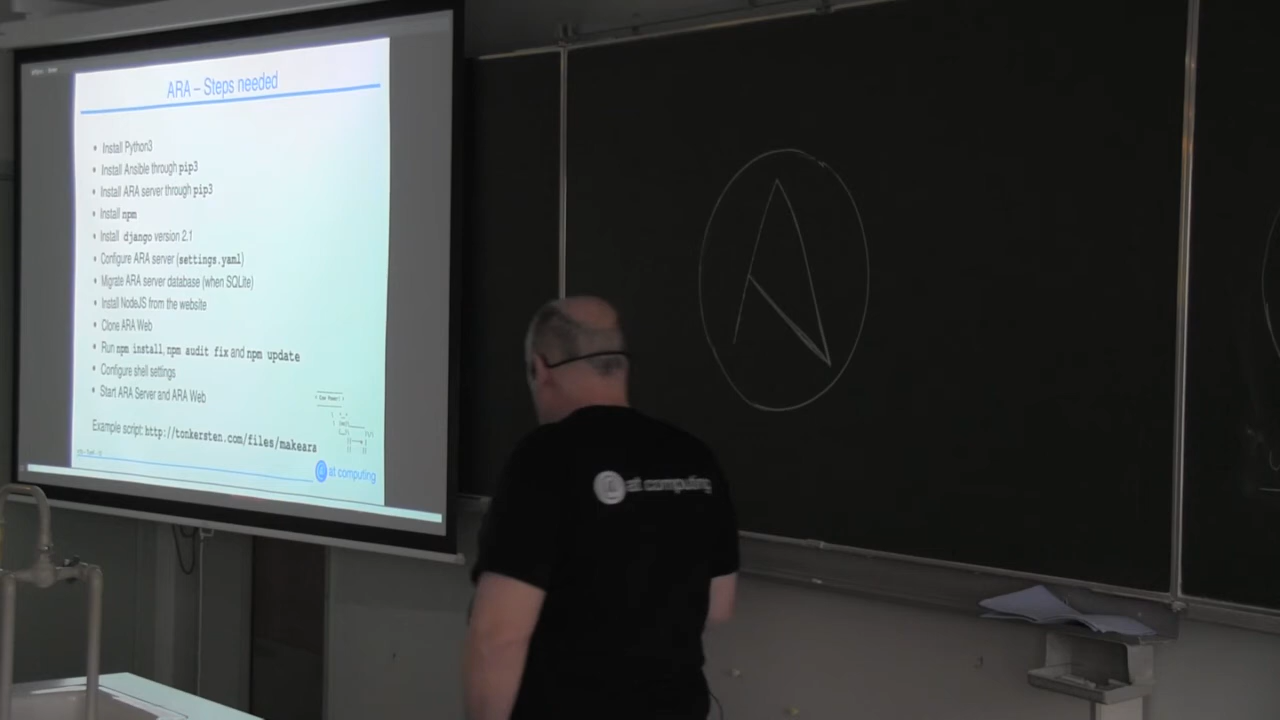 ARA – Steps needed
• Install Python3
• Install Ansible through pip3
• Install ARA server through pip3
• Install npm
• Install django version 2.1
• Configure ARA server (settings.yaml)
• Migrate ARA server database (when SQLite)
• Install NodeJS from the website
• Clone ARA Web
• Run npm install, npm audit fix and npm update
• Configure shell settings
• Start ARA Server and ARA Web
Example script: http://tonkersten.com/files/makeara
at computing
at computing